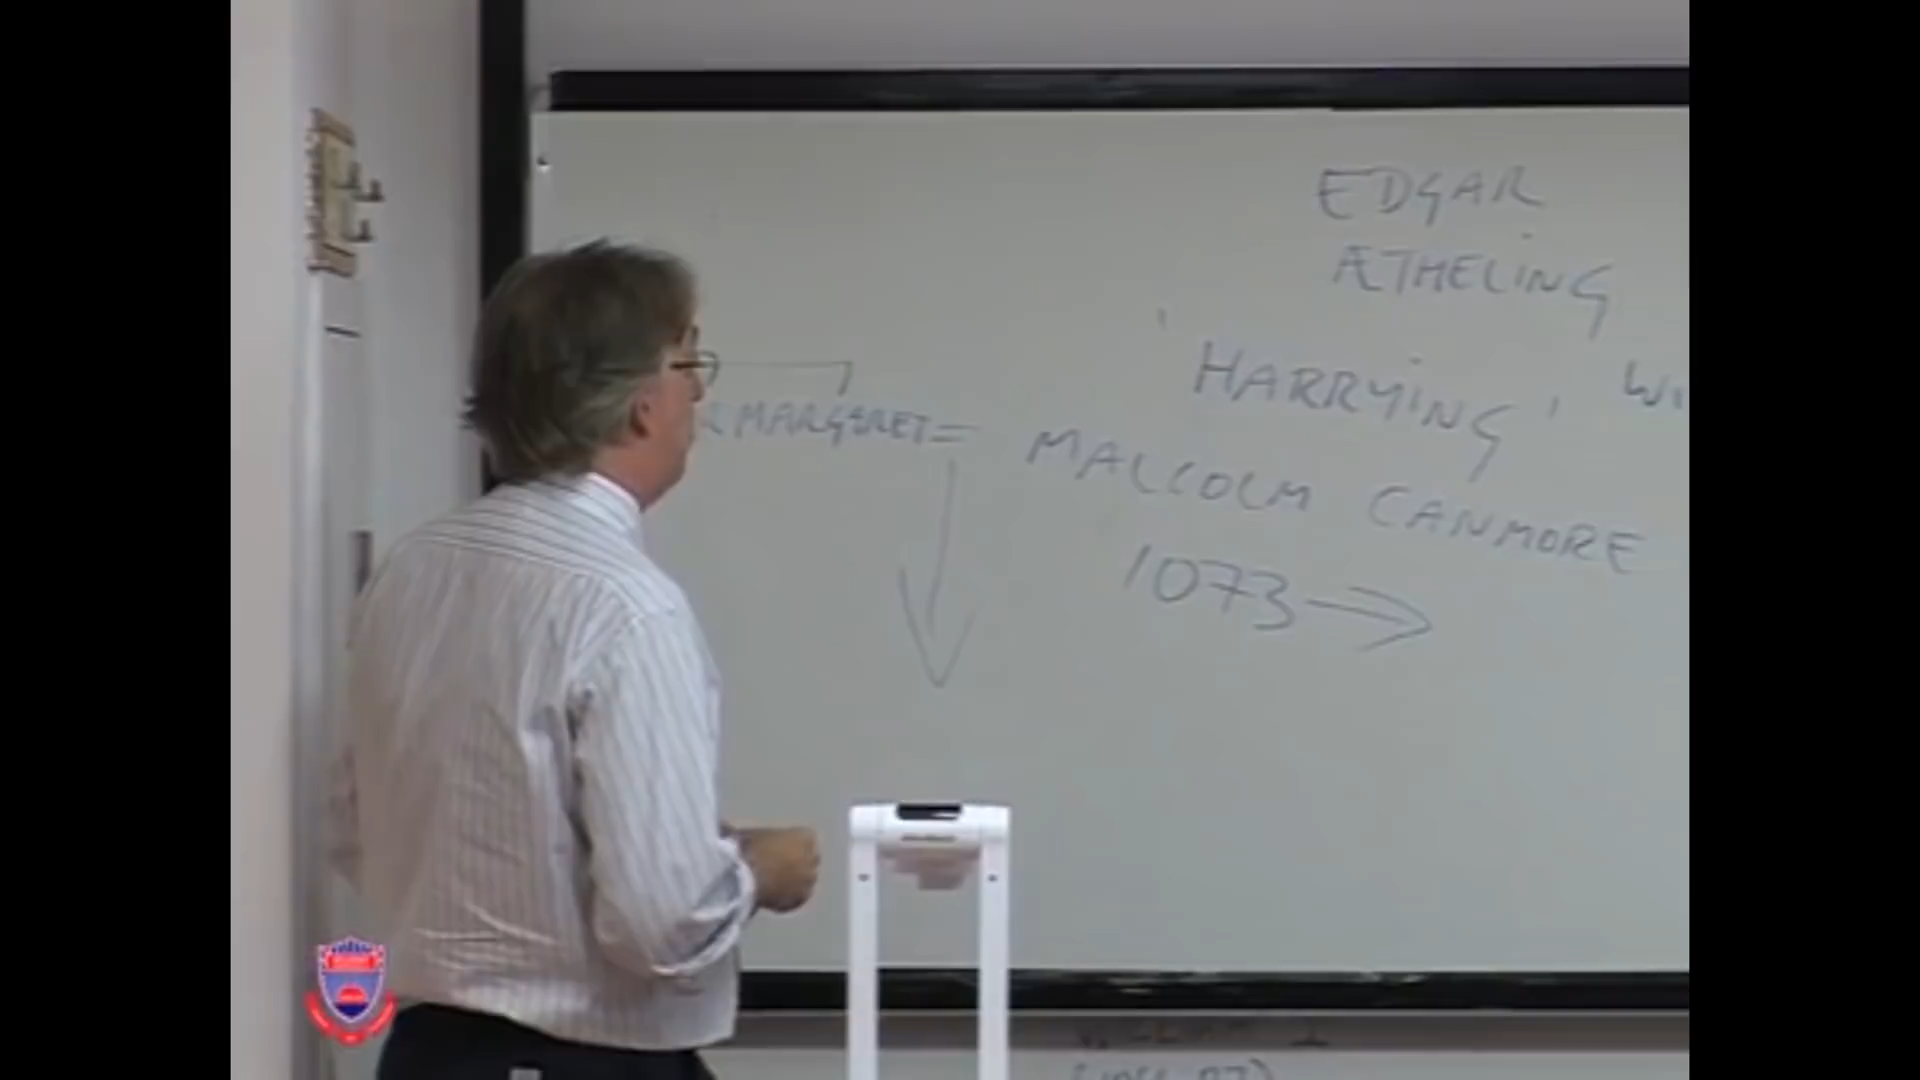 EDGAR
ÆTHELING
'HARRYING'
MARGARET = MALCOLM CANMORE
1073 →